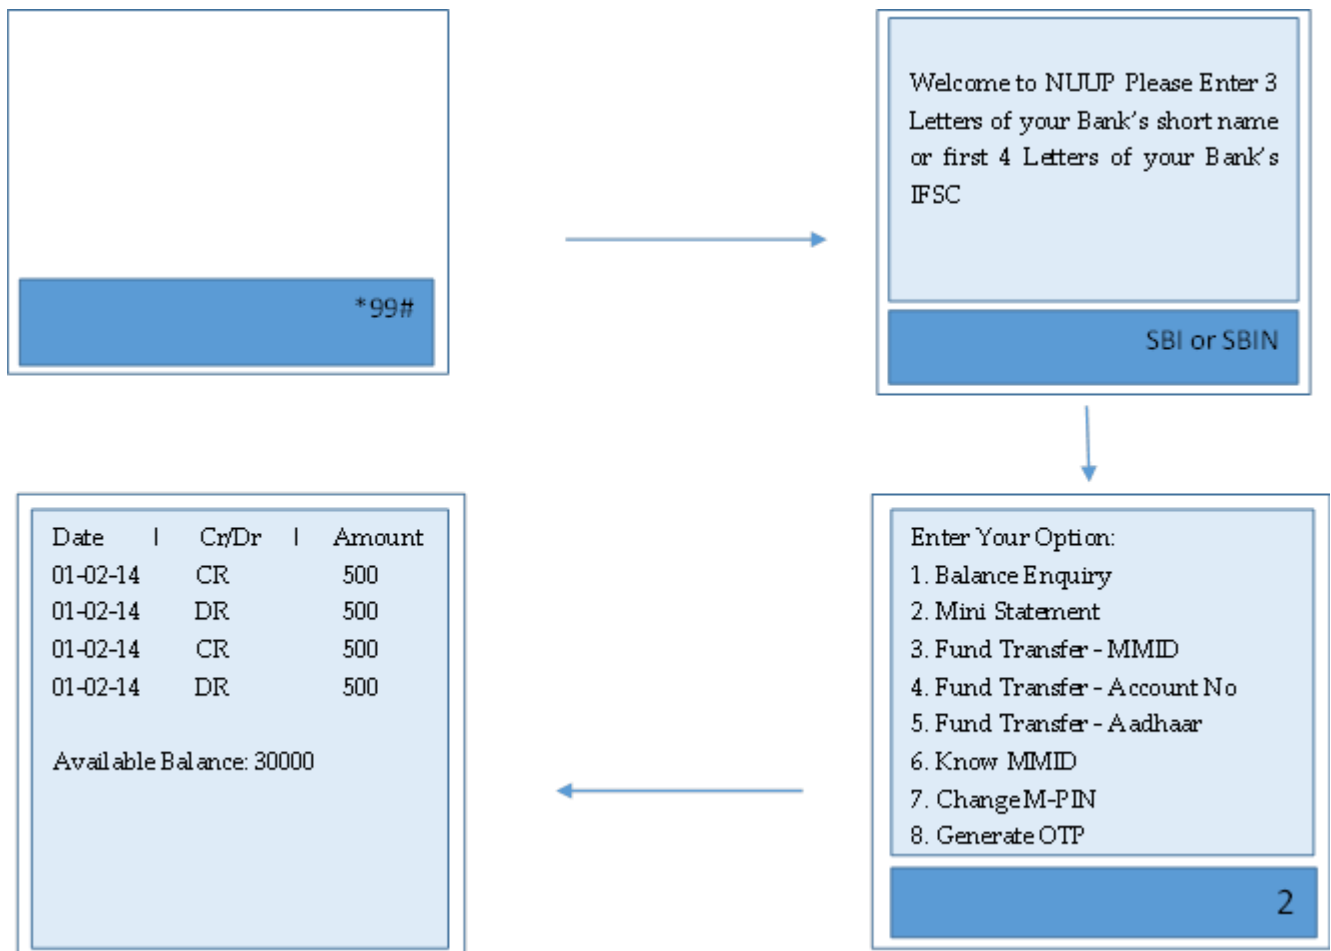 *99#
Welcome to NUUP Please Enter 3
Letters of your Bank's short name
or first 4 Letters of your Bank's
IFSC
SBI or SBIN
Enter Your Option:
1. Balance Enquiry
2. Mini Statement
3. Fund Transfer - MMID
4. Fund Transfer - Account No
5. Fund Transfer - Aadhaar
6. Know MMID
7. Change M-PIN
8. Generate OTP
2
Date | Cr/Dr | Amount
01-02-14 CR 500
01-02-14 DR 500
01-02-14 CR 500
01-02-14 DR 500
Available Balance: 30000